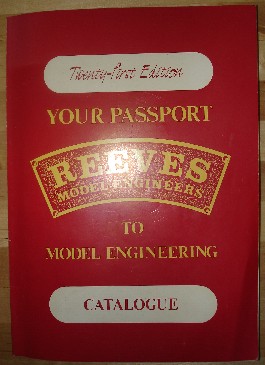 Twenty-first Edition
YOUR PASSPORT
REEVES
MODEL ENGINEERS
TO
MODEL ENGINEERING
CATALOGUE